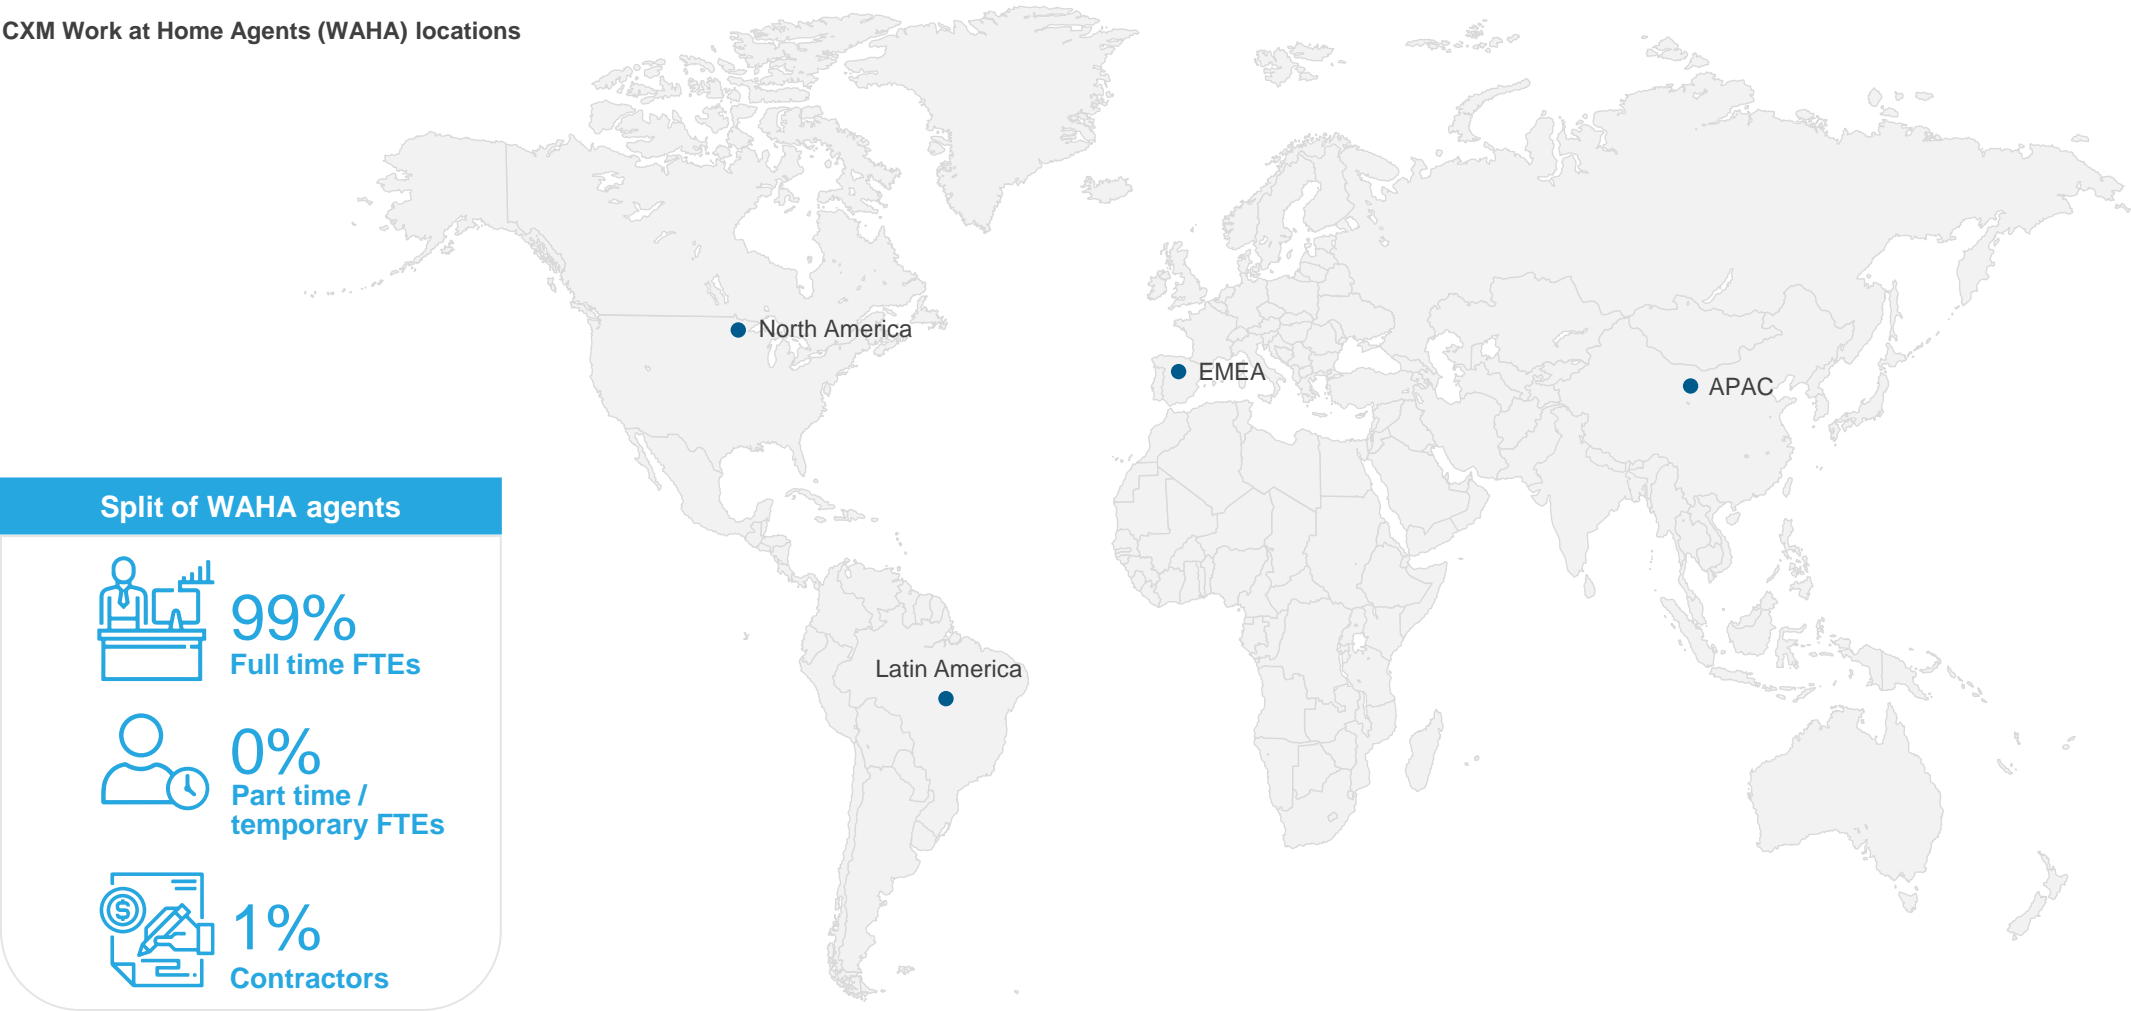 CXM Work at Home Agents (WAHA) locations
North America
EMEA
APAC
Latin America
Split of WAHA agents
99%
Full time FTEs
0%
Part time /
temporary FTEs
$
1%
Contractors